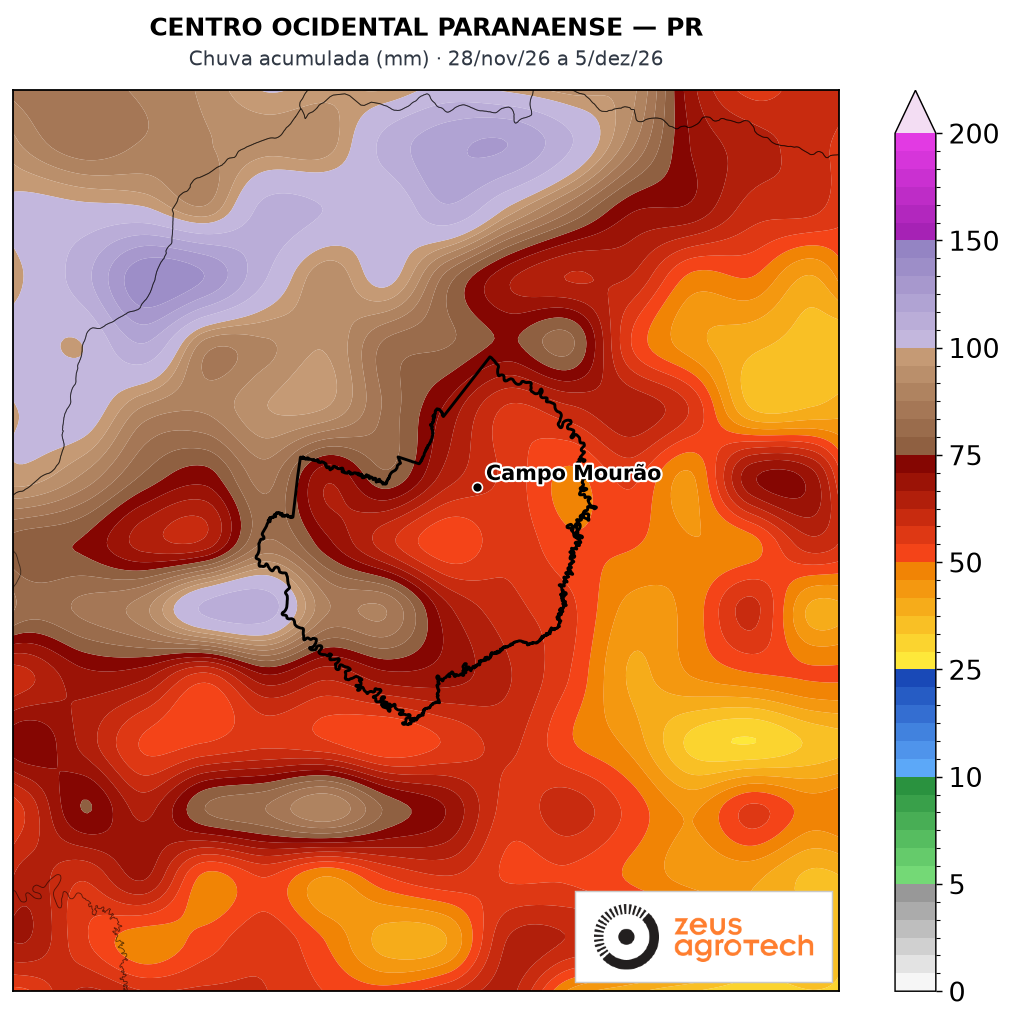 CENTRO OCIDENTAL PARANAENSE — PR
Chuva acumulada (mm) · 28/nov/26 a 5/dez/26
Campo Mourão
200
150
100
75
50
25
10
5
0
zeus
agrotech